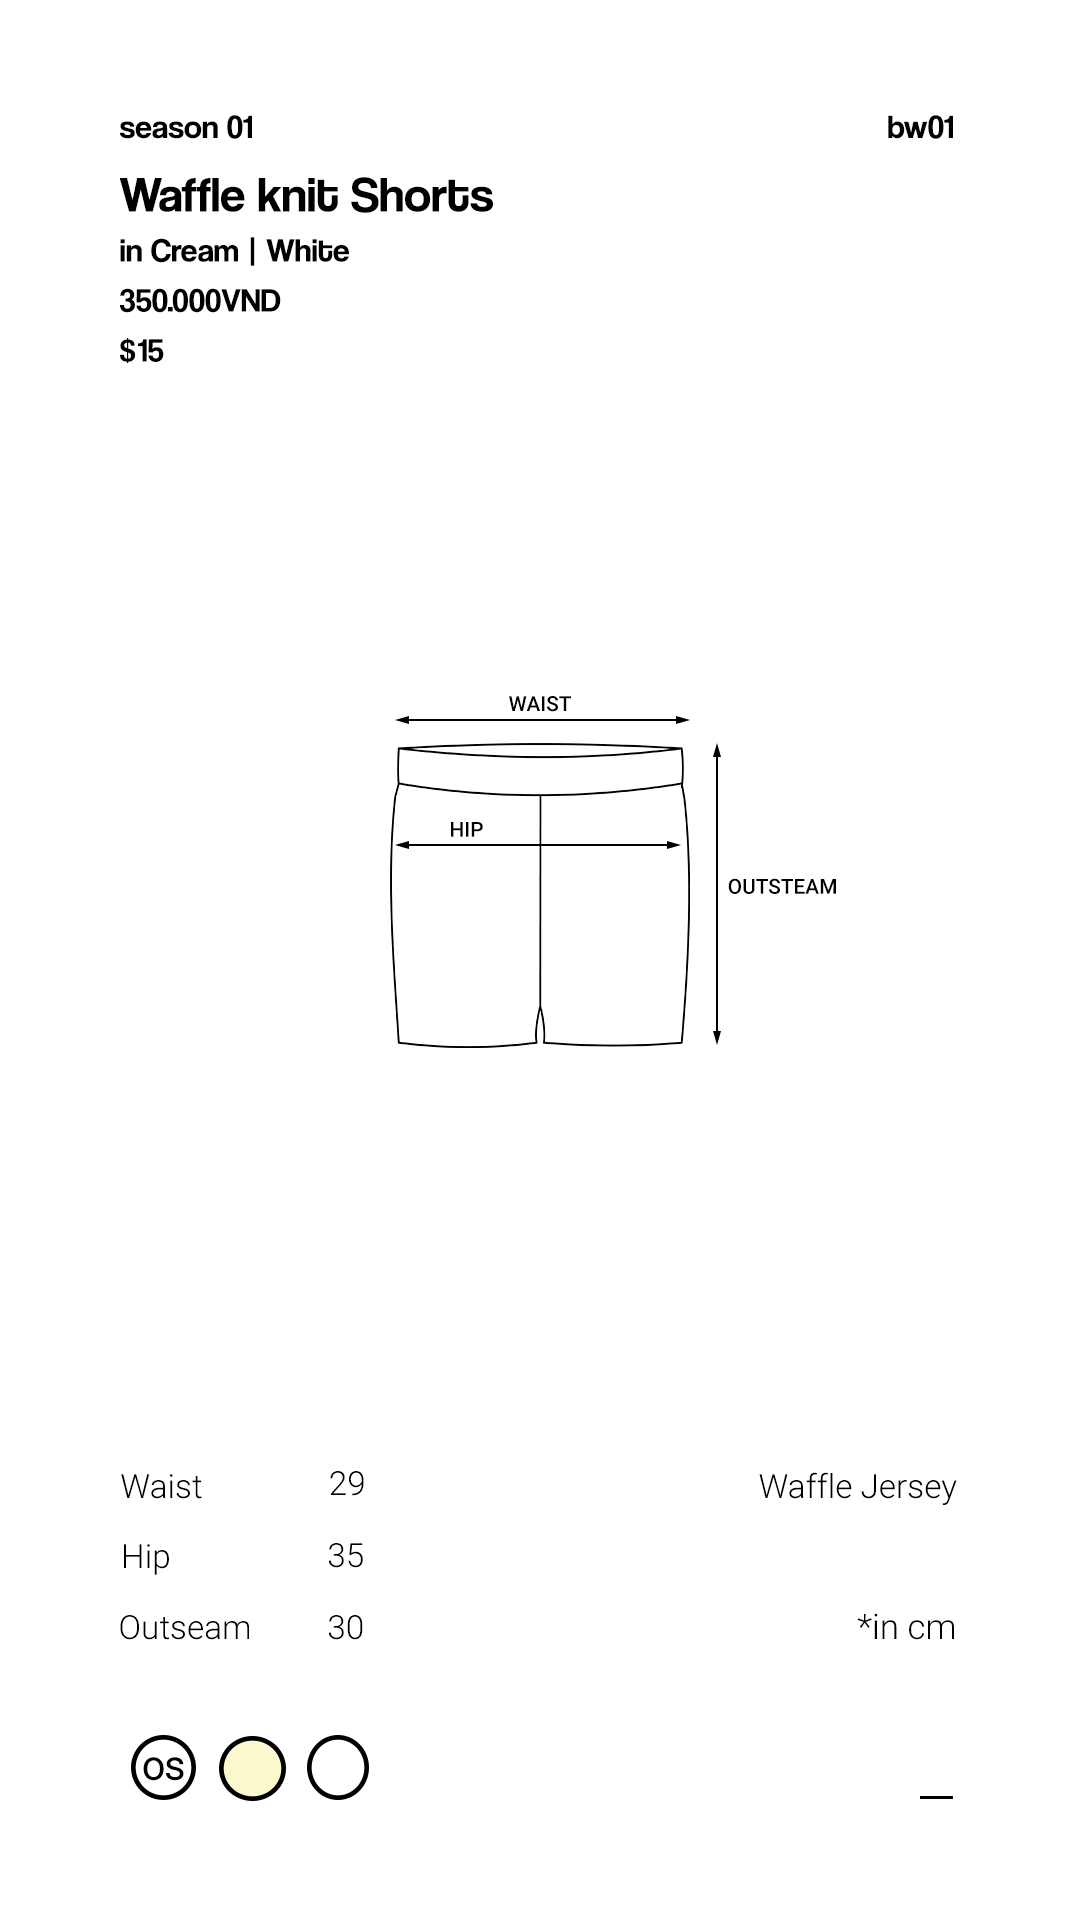 season 01 bw01
Waffle knit Shorts
in Cream | White
350.000VND
$15
WAIST
HIP
OUTSTEAM
Waist 29 Waffle Jersey
Hip 35
Outseam 30 *in cm
OS